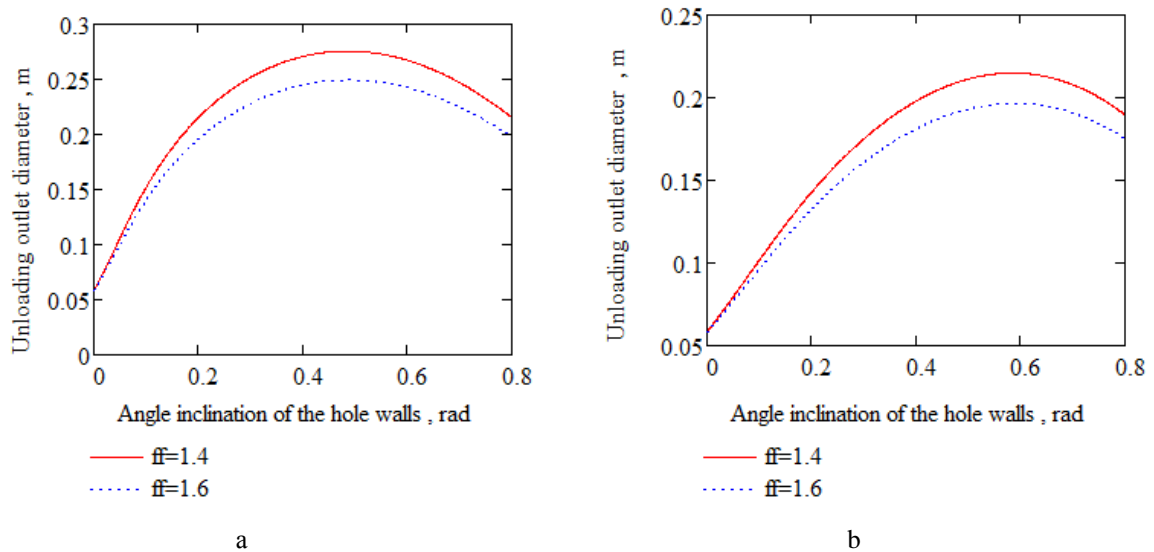 Unloading outlet diameter , m
0.3
0.25
0.2
0.15
0.1
0.05
0
0 0.2 0.4 0.6 0.8
Angle inclination of the hole walls , rad
ff=1.4
ff=1.6
a
Unloading outlet diameter , m
0.25
0.2
0.15
0.1
0.05
0 0.2 0.4 0.6 0.8
Angle inclination of the hole walls , rad
ff=1.4
ff=1.6
b